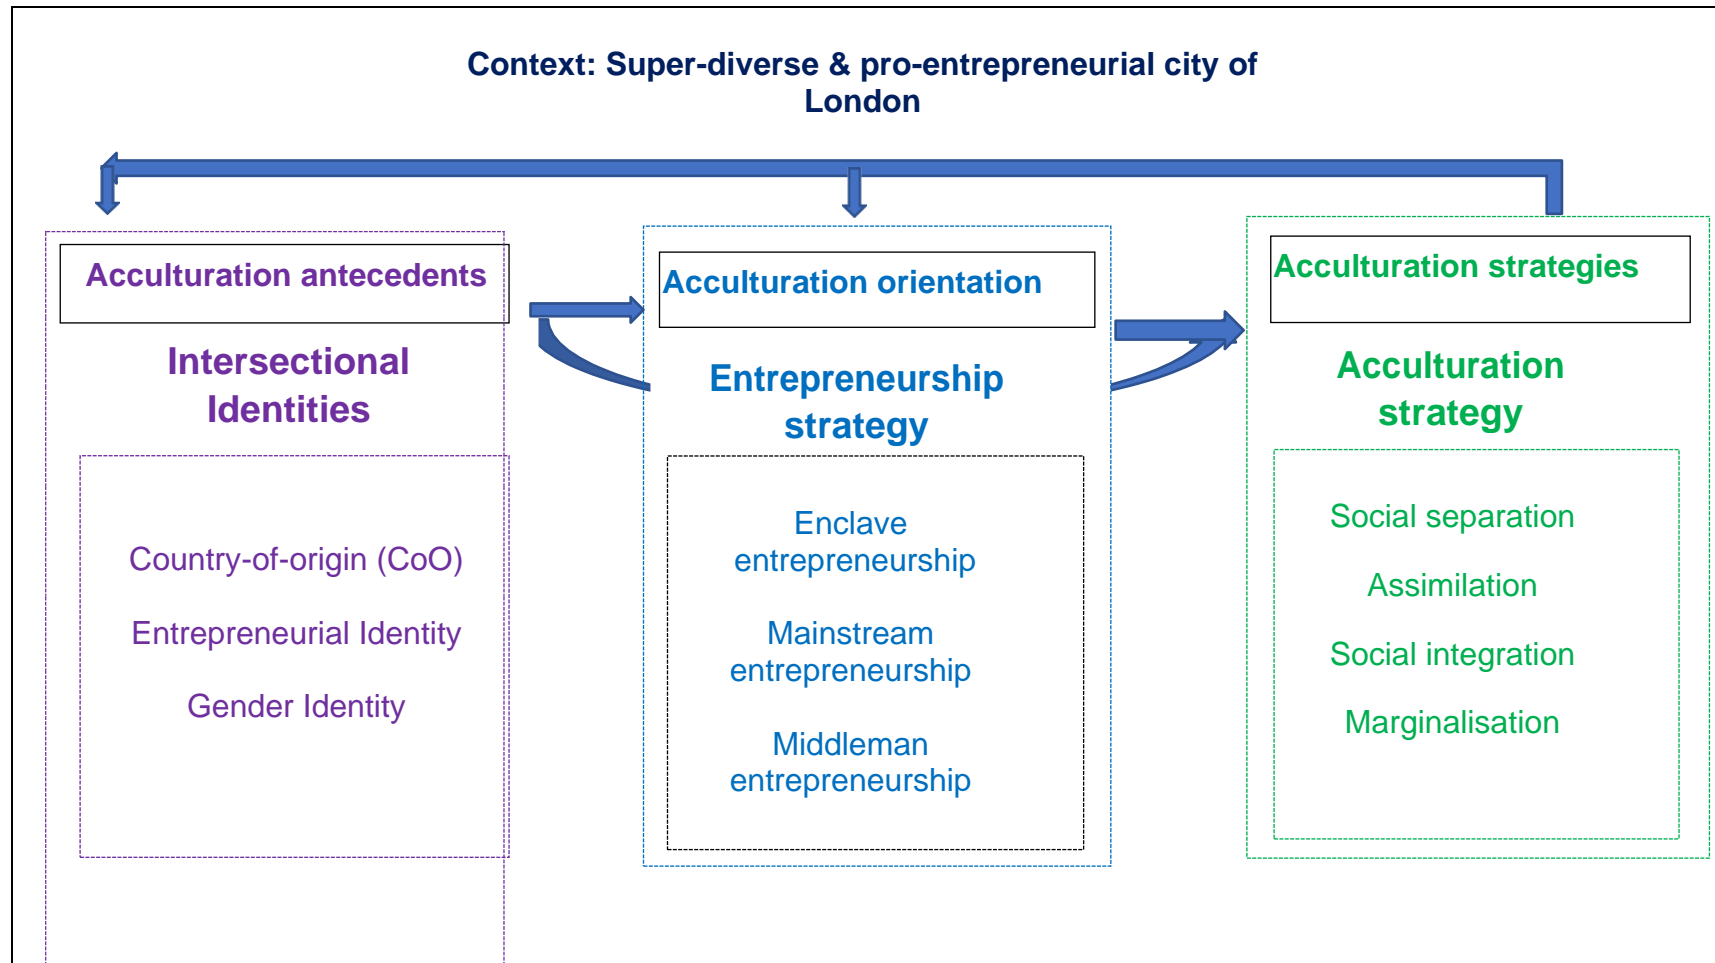 Context: Super-diverse & pro-entrepreneurial city of
London
Acculturation antecedents
Intersectional
Identities
Country-of-origin (CoO)
Entrepreneurial Identity
Gender Identity
Acculturation orientation
Entrepreneurship
strategy
Enclave
entrepreneurship
Mainstream
entrepreneurship
Middleman
entrepreneurship
Acculturation strategies
Acculturation
strategy
Social separation
Assimilation
Social integration
Marginalisation